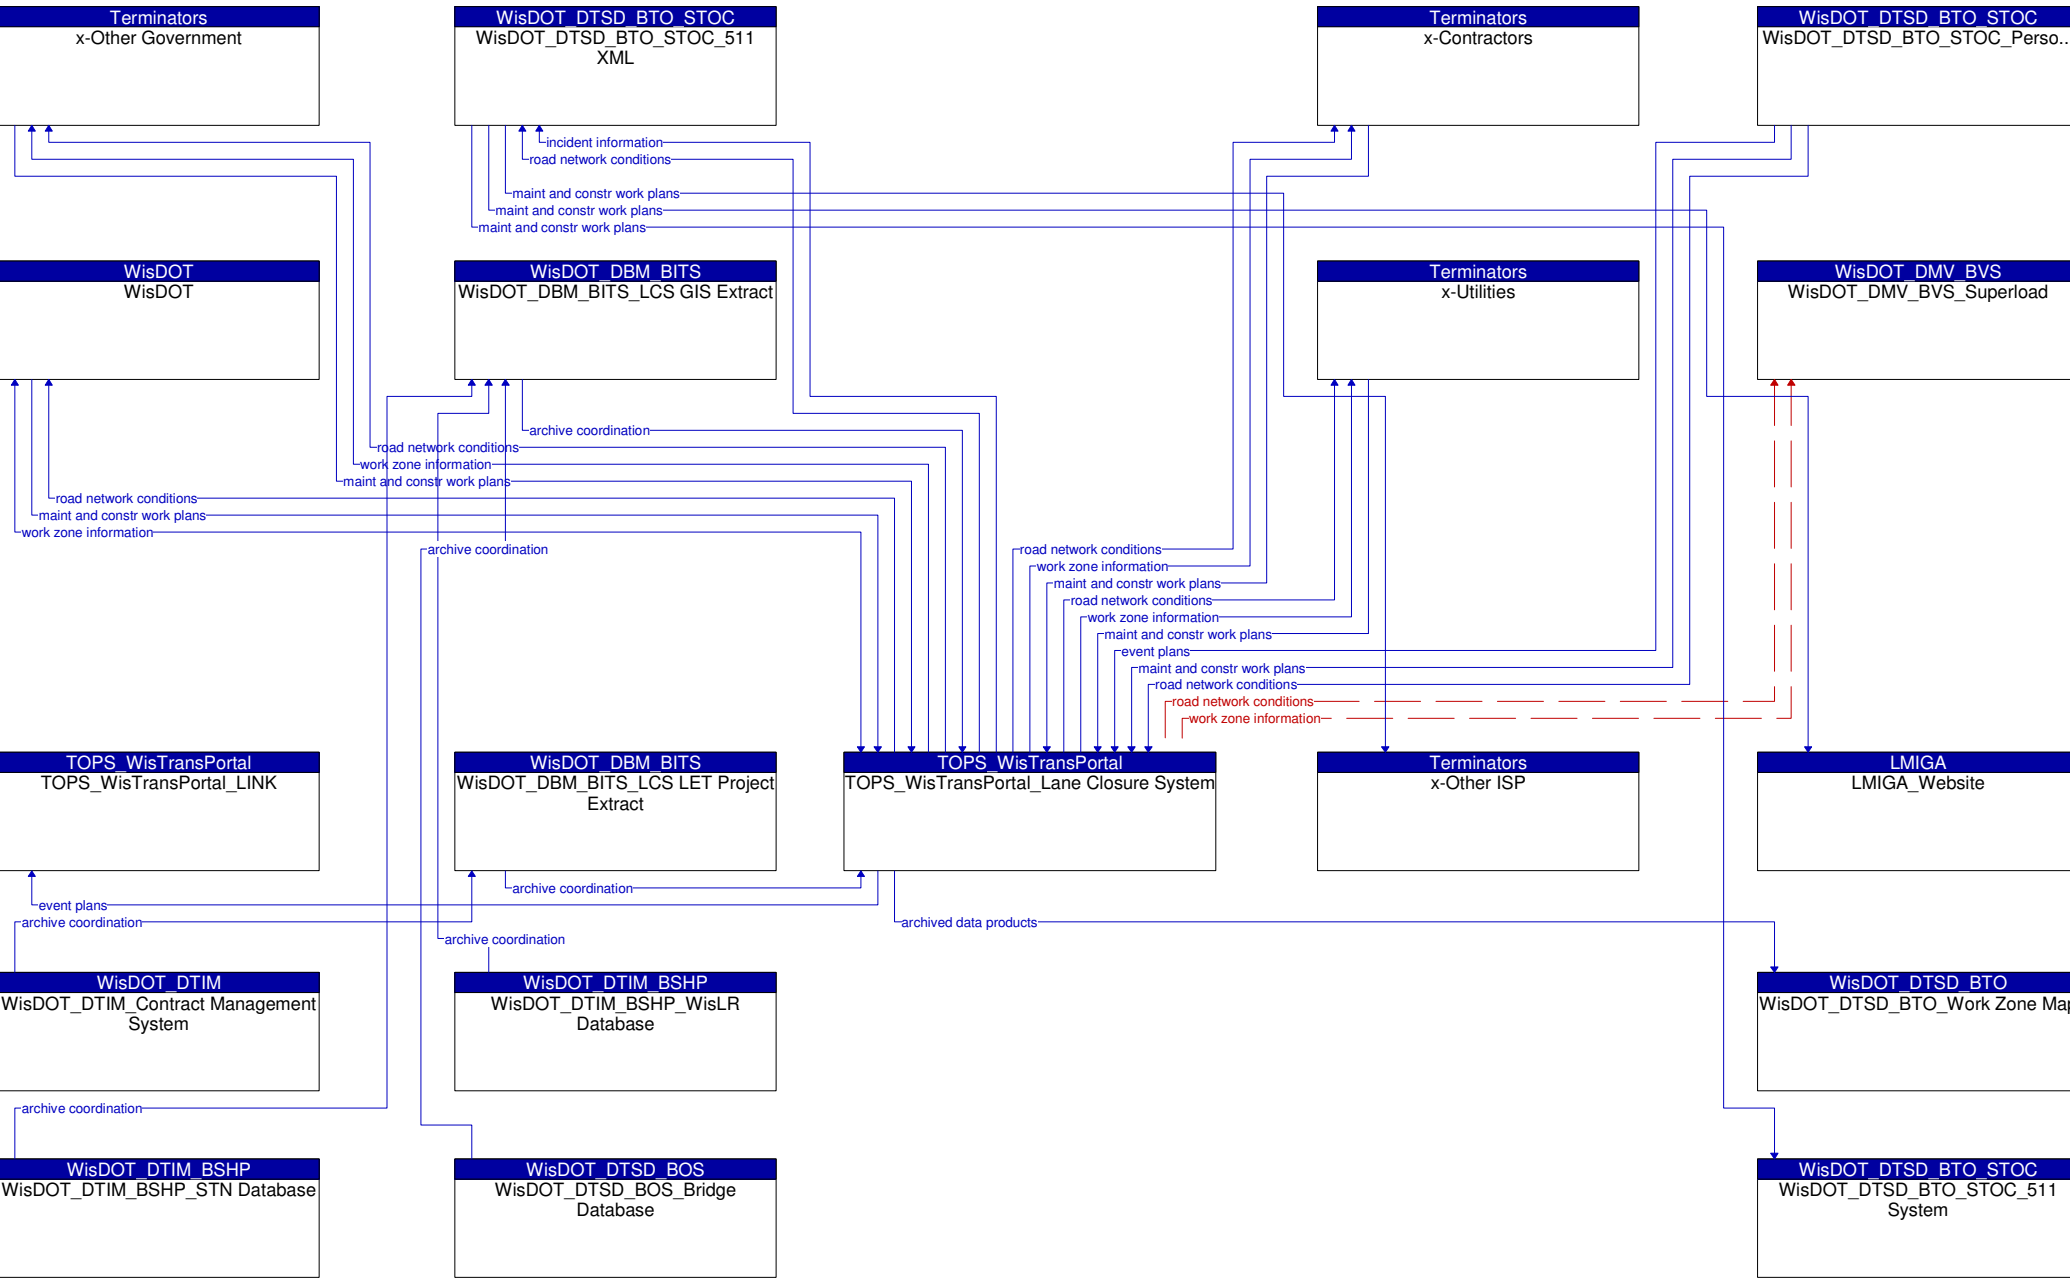 Terminators
x-Other Government
WisDOT_DTSD_BTO_STOC
WisDOT_DTSD_BTO_STOC_511
XML
Terminators
x-Contractors
WisDOT_DTSD_BTO_STOC
WisDOT_DTSD_BTO_STOC_Perso..
incident information
road network conditions
maint and constr work plans
maint and constr work plans
maint and constr work plans
WisDOT
WisDOT
WisDOT_DBM_BITS
WisDOT_DBM_BITS_LCS GIS Extract
Terminators
x-Utilities
WisDOT_DMV_BVS
WisDOT_DMV_BVS_Superload
archive coordination
road network conditions
work zone information
maint and constr work plans
road network conditions
maint and constr work plans
work zone information
archive coordination
road network conditions
work zone information
maint and constr work plans
road network conditions
work zone information
maint and constr work plans
event plans
maint and constr work plans
road network conditions
road network conditions
work zone information
TOPS_WisTransPortal
TOPS_WisTransPortal_LINK
WisDOT_DBM_BITS
WisDOT_DBM_BITS_LCS LET Project
Extract
TOPS_WisTransPortal
TOPS_WisTransPortal_Lane Closure System
Terminators
x-Other ISP
LMIGA
LMIGA_Website
archive coordination
event plans
archive coordination
archived data products
archive coordination
WisDOT_DTIM
WisDOT_DTIM_Contract Management
System
WisDOT_DTIM_BSHP
WisDOT_DTIM_BSHP_WisLR
Database
WisDOT_DTSD_BTO
WisDOT_DTSD_BTO_Work Zone Map
archive coordination
WisDOT_DTIM_BSHP
WisDOT_DTIM_BSHP_STN Database
WisDOT_DTSD_BOS
WisDOT_DTSD_BOS_Bridge
Database
WisDOT_DTSD_BTO_STOC
WisDOT_DTSD_BTO_STOC_511
System